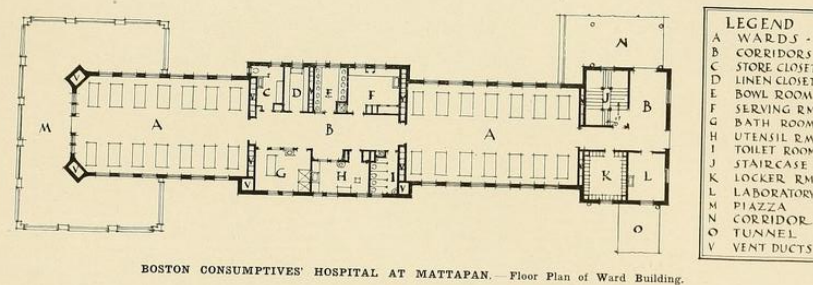 V
V
M
A
C
D
E
F
B
G
H
I
V
V
A
N
J
B
K
L
O
LEGEND
A WARDS -
B CORRIDORS
C STORE CLOSET
D LINEN CLOSET
E BOWL ROOM
F SERVING RM
G BATH ROOM
H UTENSIL RM
I TOILET ROOM
J STAIRCASE
K LOCKER RM
L LABORATORY
M PIAZZA
N CORRIDOR
O TUNNEL
V VENT DUCTS
BOSTON CONSUMPTIVES' HOSPITAL AT MATTAPAN. — Floor Plan of Ward Building.